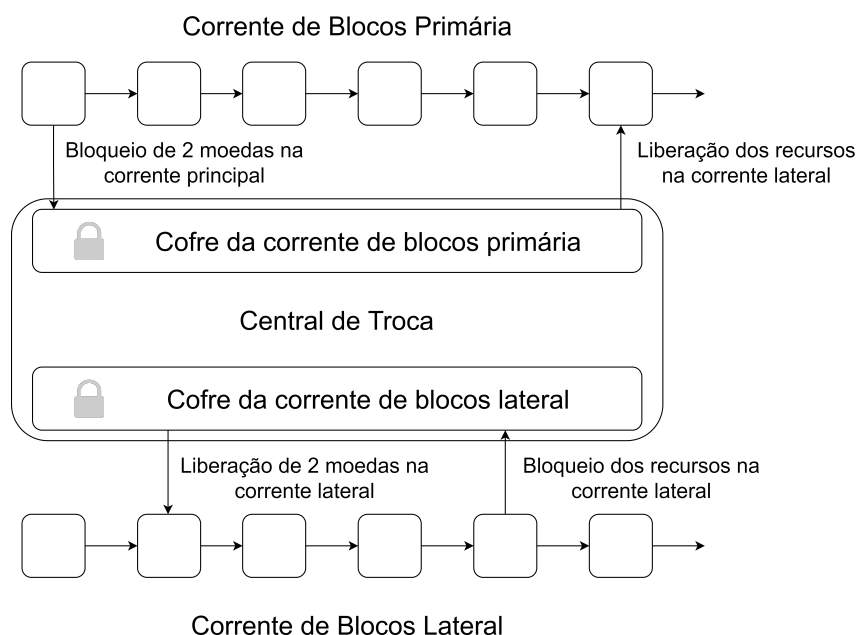 Corrente de Blocos Primária
Bloqueio de 2 moedas na
corrente principal
Liberação dos recursos
na corrente lateral
Cofre da corrente de blocos primária
Central de Troca
Cofre da corrente de blocos lateral
Liberação de 2 moedas na
corrente lateral
Bloqueio dos recursos na
corrente lateral
Corrente de Blocos Lateral